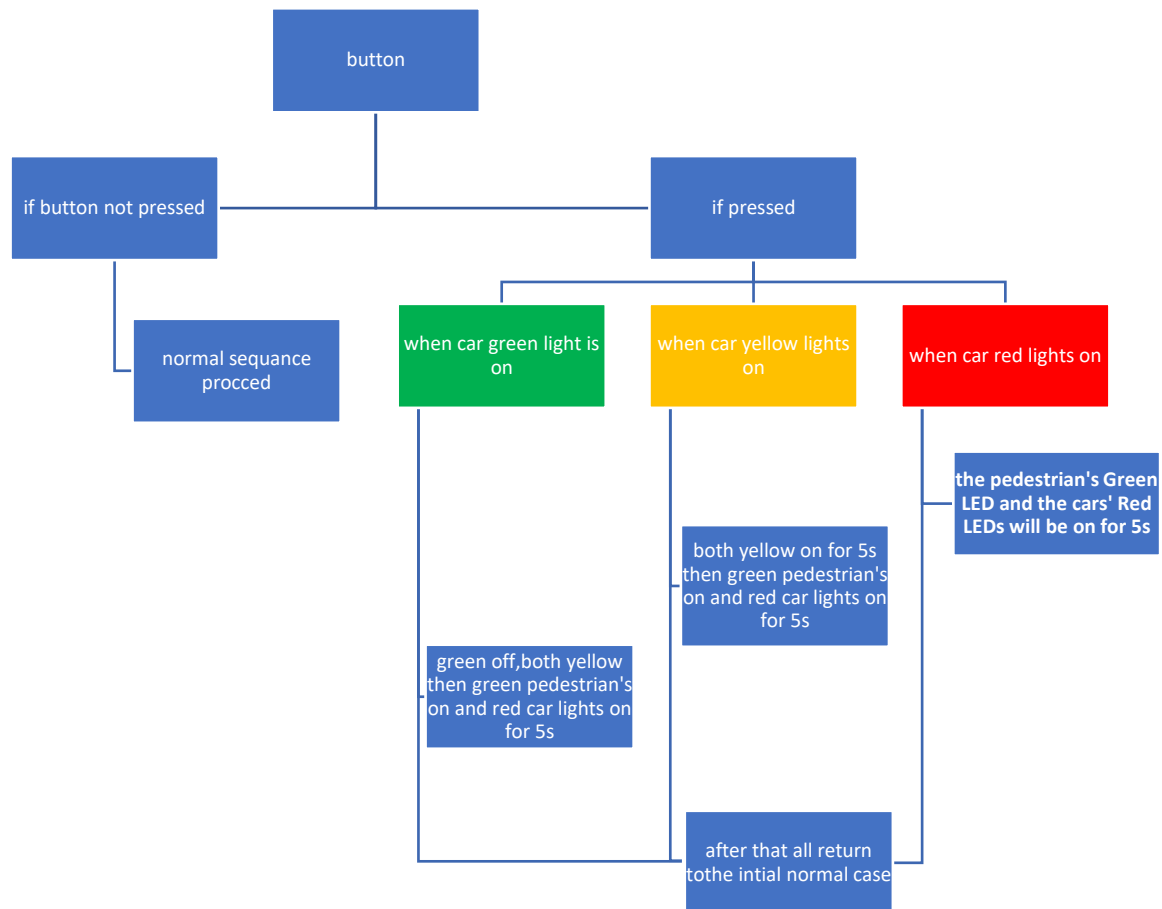 button
if button not pressed
if pressed
normal sequance
procced
when car green light is
on
when car yellow lights
on
when car red lights on
the pedestrian's Green
LED and the cars' Red
LEDs will be on for 5s
both yellow on for 5s
then green pedestrian's
on and red car lights on
for 5s
green off,both yellow
then green pedestrian's
on and red car lights on
for 5s
after that all return
tothe intial normal case